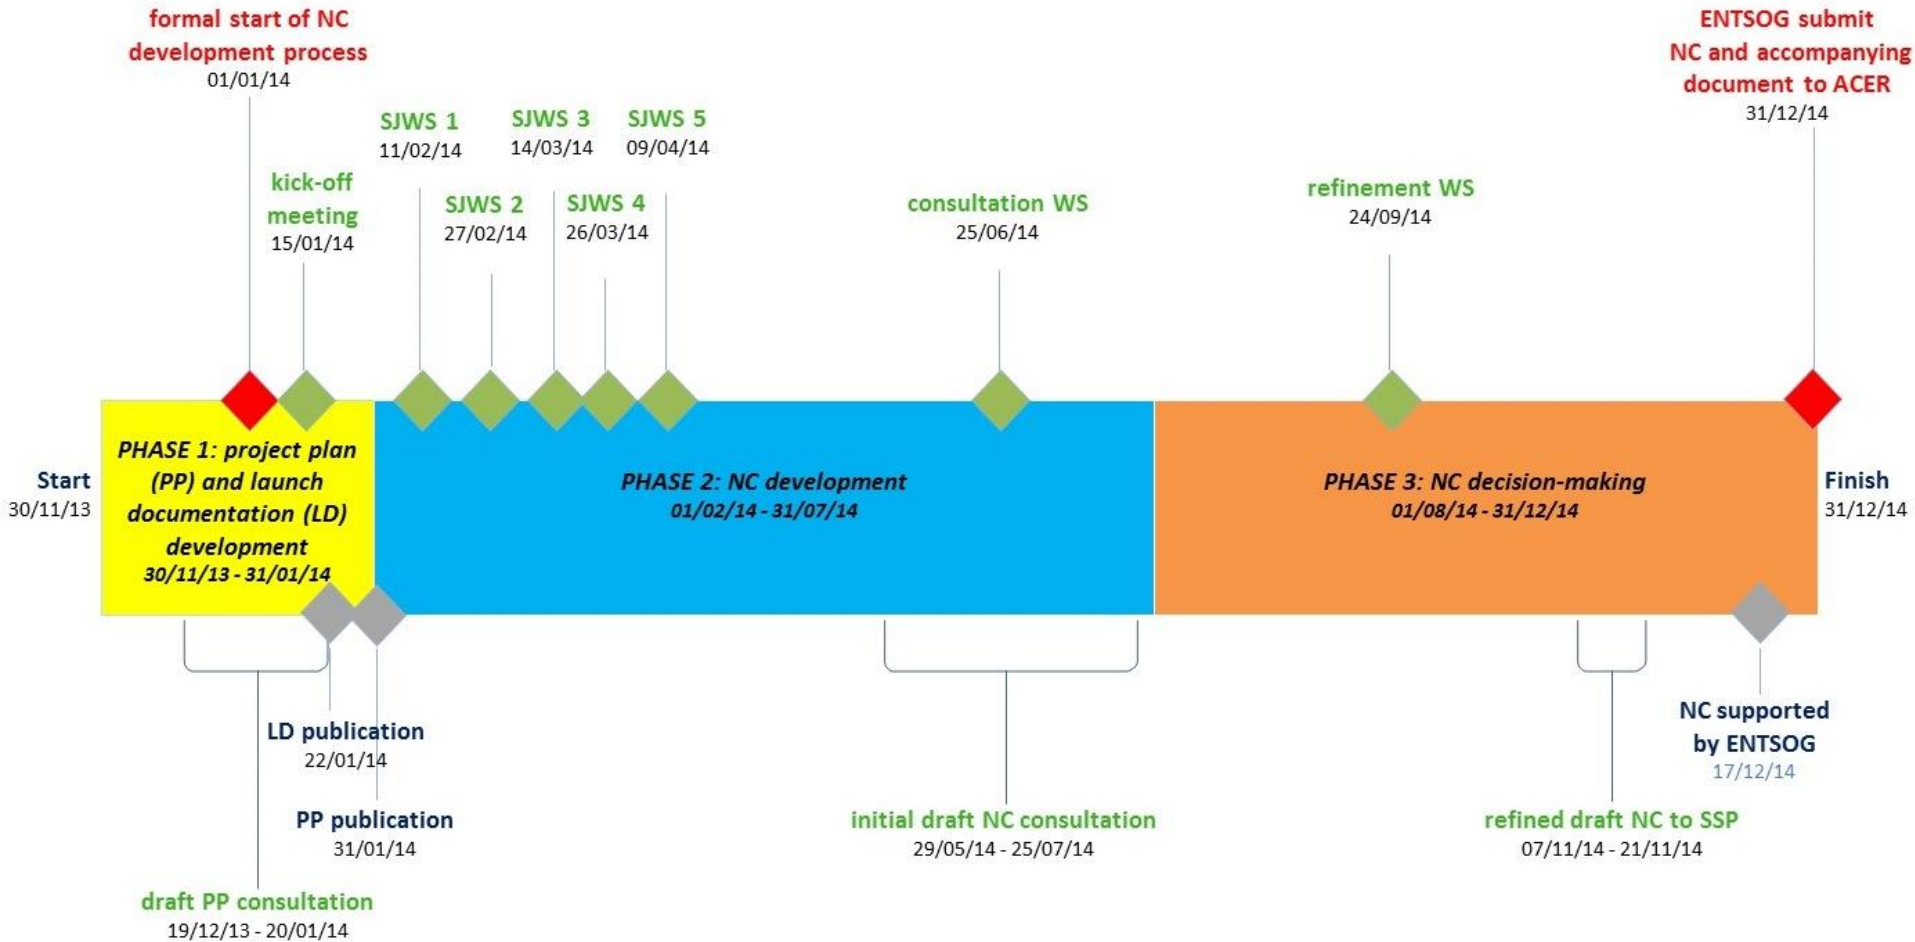 formal start of NC
development process
01/01/14
ENTSOG submit
NC and accompanying
document to ACER
31/12/14
SJWS 1
11/02/14
SJWS 3
14/03/14
SJWS 5
09/04/14
kick-off
meeting
15/01/14
SJWS 2
27/02/14
SJWS 4
26/03/14
consultation WS
25/06/14
refinement WS
24/09/14
Start
30/11/13
PHASE 1: project plan
(PP) and launch
documentation (LD)
development
30/11/13 - 31/01/14
PHASE 2: NC development
01/02/14 - 31/07/14
PHASE 3: NC decision-making
01/08/14 - 31/12/14
Finish
31/12/14
LD publication
22/01/14
PP publication
31/01/14
draft PP consultation
19/12/13 - 20/01/14
initial draft NC consultation
29/05/14 - 25/07/14
refined draft NC to SSP
07/11/14 - 21/11/14
NC supported
by ENTSOG
17/12/14